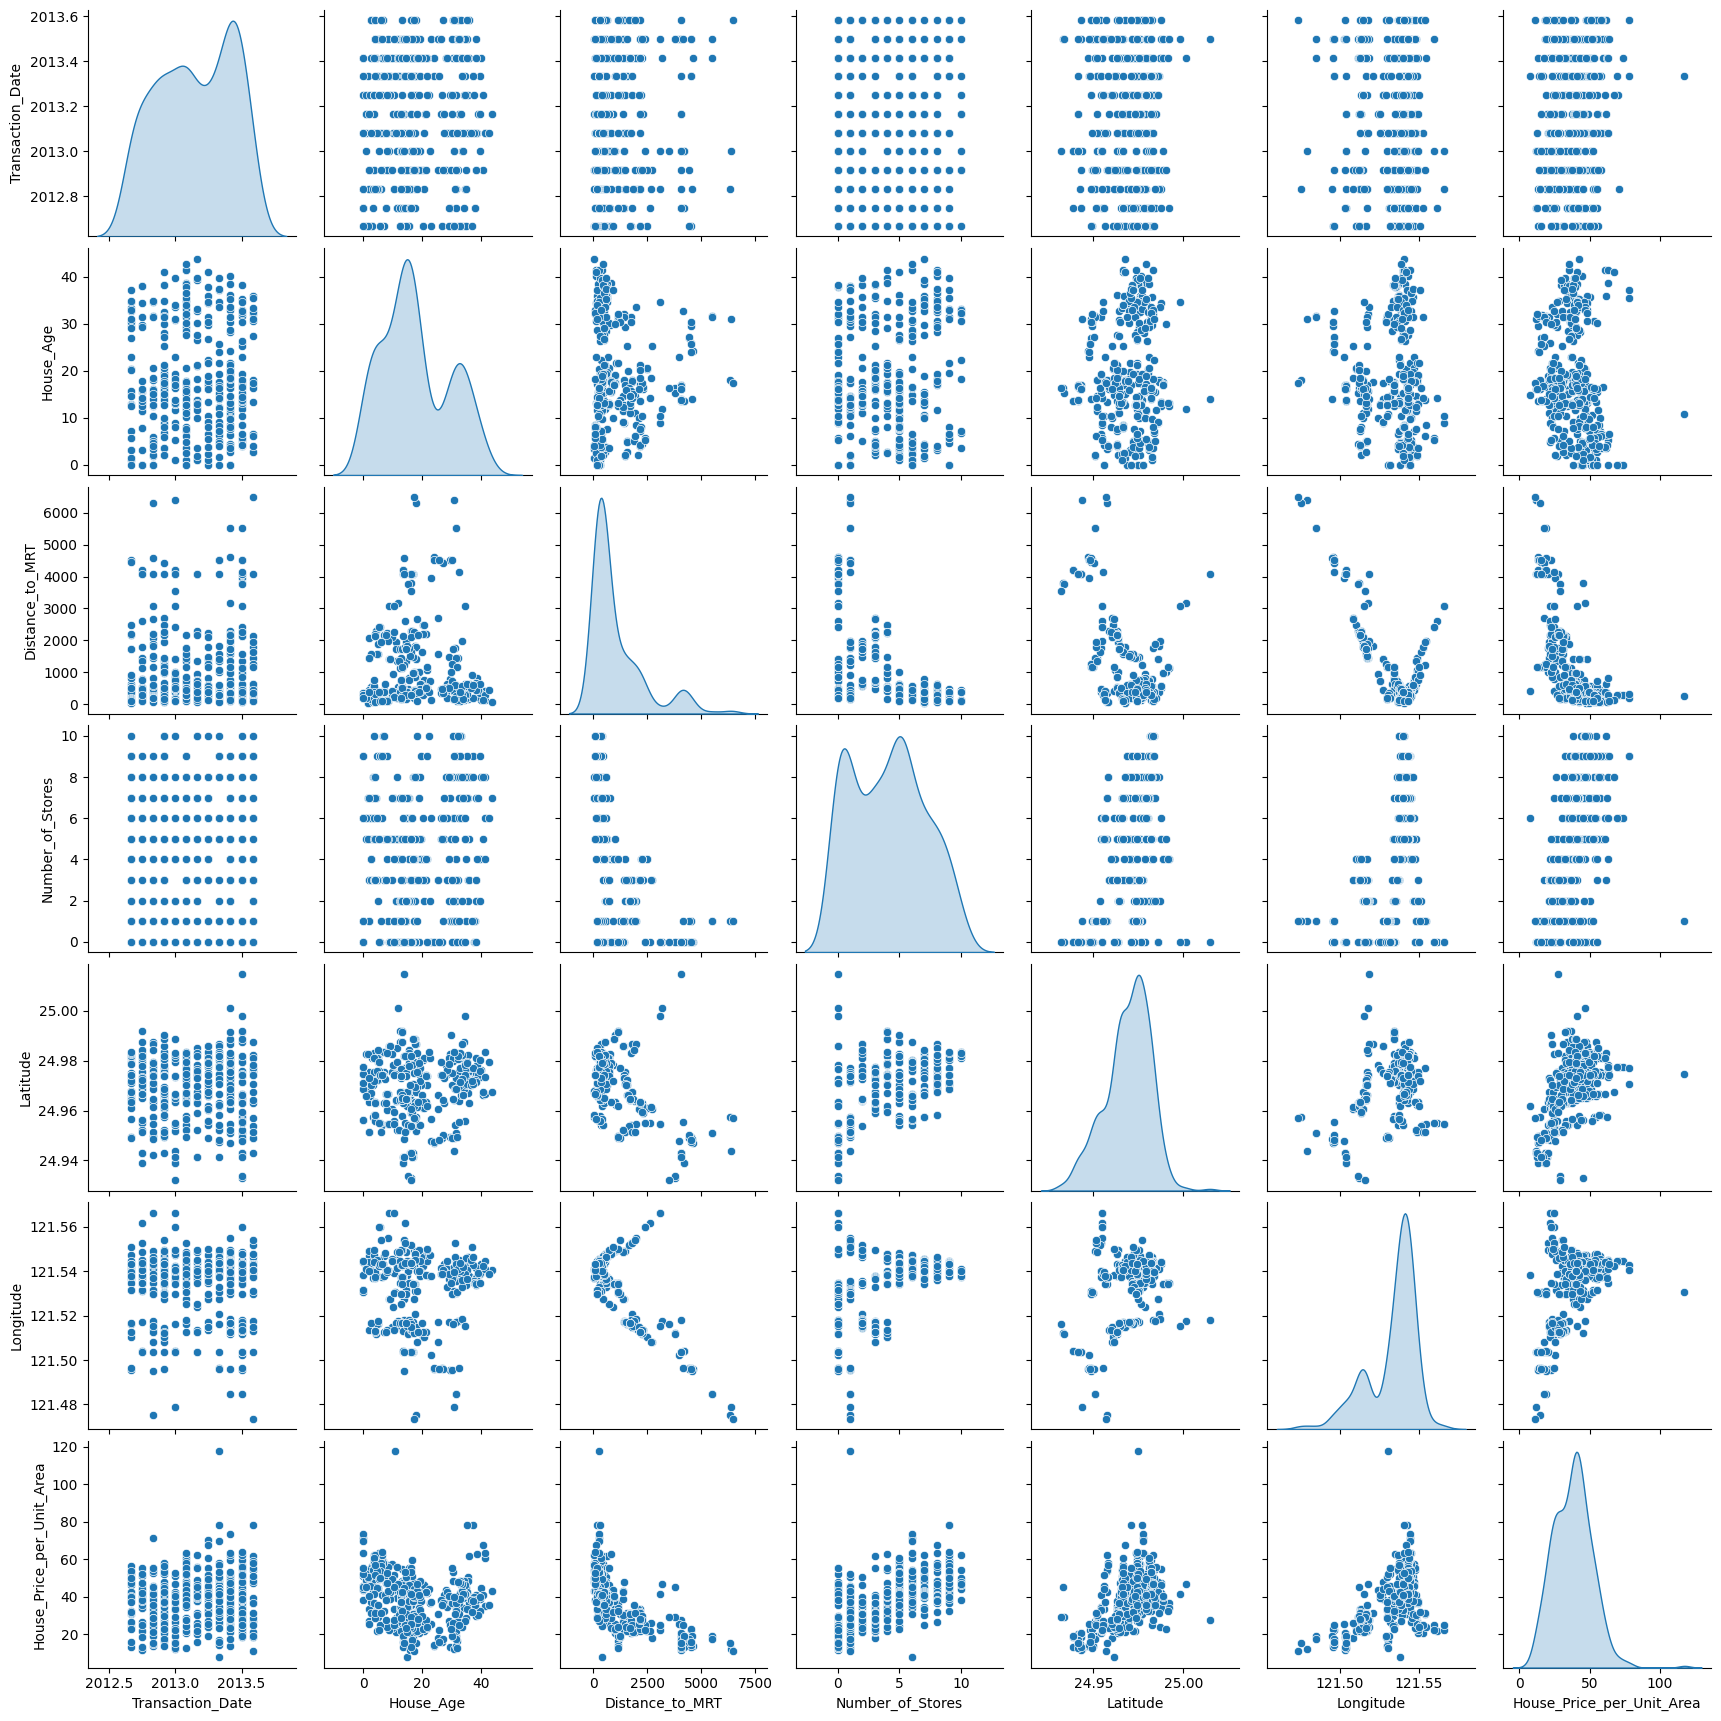 2013.6
2013.4
2013.2
2013.0
2012.8
Transaction_Date
40
30
20
10
0
House_Age
6000
5000
4000
3000
2000
1000
0
Distance_to_MRT
10
8
6
4
2
0
Number_of_Stores
25.00
24.98
24.96
24.94
Latitude
121.56
121.54
121.52
121.50
121.48
Longitude
120
100
80
60
40
20
House_Price_per_Unit_Area
2012.5 2013.0 2013.5
Transaction_Date
0 20 40
House_Age
0 2500 5000 7500
Distance_to_MRT
0 5 10
Number_of_Stores
24.95 25.00
Latitude
121.50 121.55
Longitude
0 50 100
House_Price_per_Unit_Area